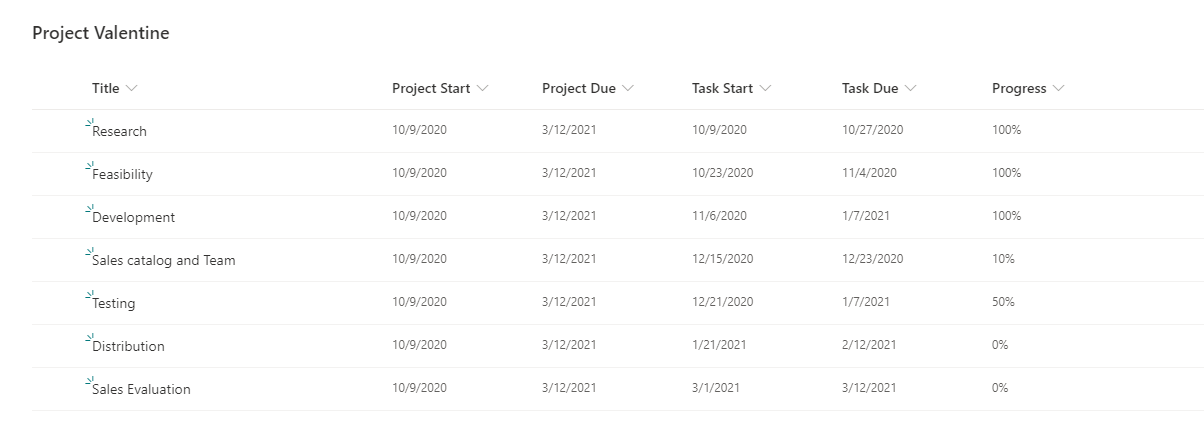 Project Valentine
Title Project Start Project Due Task Start Task Due Progress
Research 10/9/2020 3/12/2021 10/9/2020 10/27/2020 100%
Feasibility 10/9/2020 3/12/2021 10/23/2020 11/4/2020 100%
Development 10/9/2020 3/12/2021 11/6/2020 1/7/2021 100%
Sales catalog and Team 10/9/2020 3/12/2021 12/15/2020 12/23/2020 10%
Testing 10/9/2020 3/12/2021 12/21/2020 1/7/2021 50%
Distribution 10/9/2020 3/12/2021 1/21/2021 2/12/2021 0%
Sales Evaluation 10/9/2020 3/12/2021 3/1/2021 3/12/2021 0%